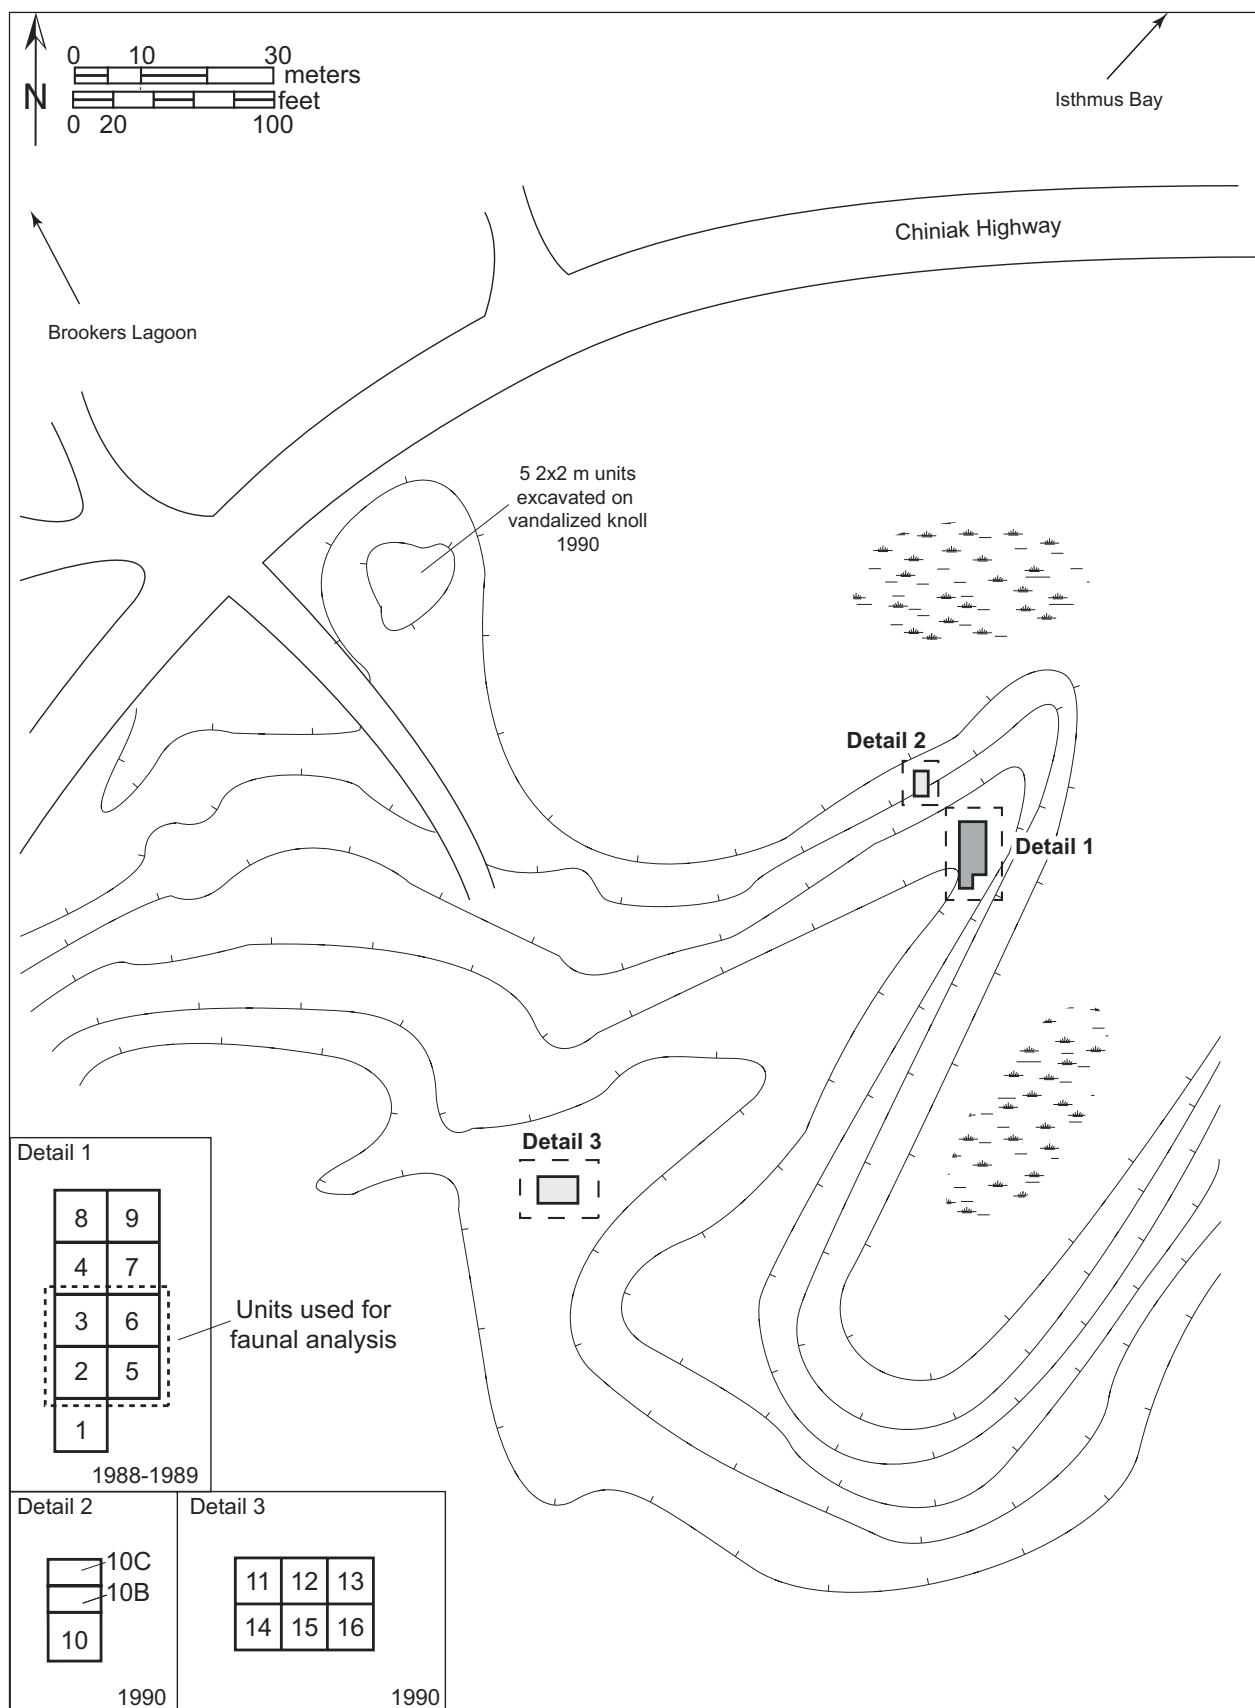 0 10 30
meters
N
feet
0 20 100
Isthmus Bay
Chiniak Highway
Brookers Lagoon
5 2x2 m units
excavated on
vandalized knoll
1990
Detail 2
Detail 1
Detail 3
Detail 1
8 9
4 7
3 6
2 5
1
1988-1989
Units used for
faunal analysis
Detail 2
10C
10B
10
1990
Detail 3
11 12 13
14 15 16
1990